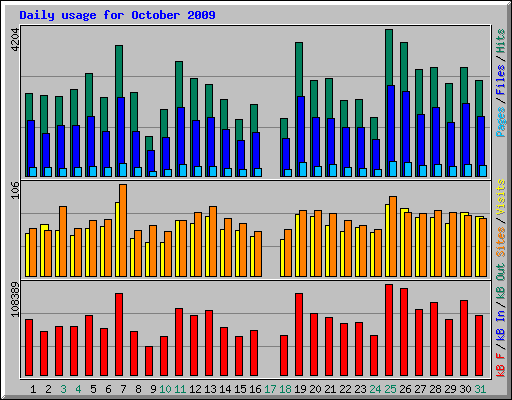 Daily usage for October 2009
4204
Pages / Files / Hits
106
Sites / Visits
108389
kB F / kB In / kB Out
1 2 3 4 5 6 7 8 9 10 11 12 13 14 15 16 17 18 19 20 21 22 23 24 25 26 27 28 29 30 31